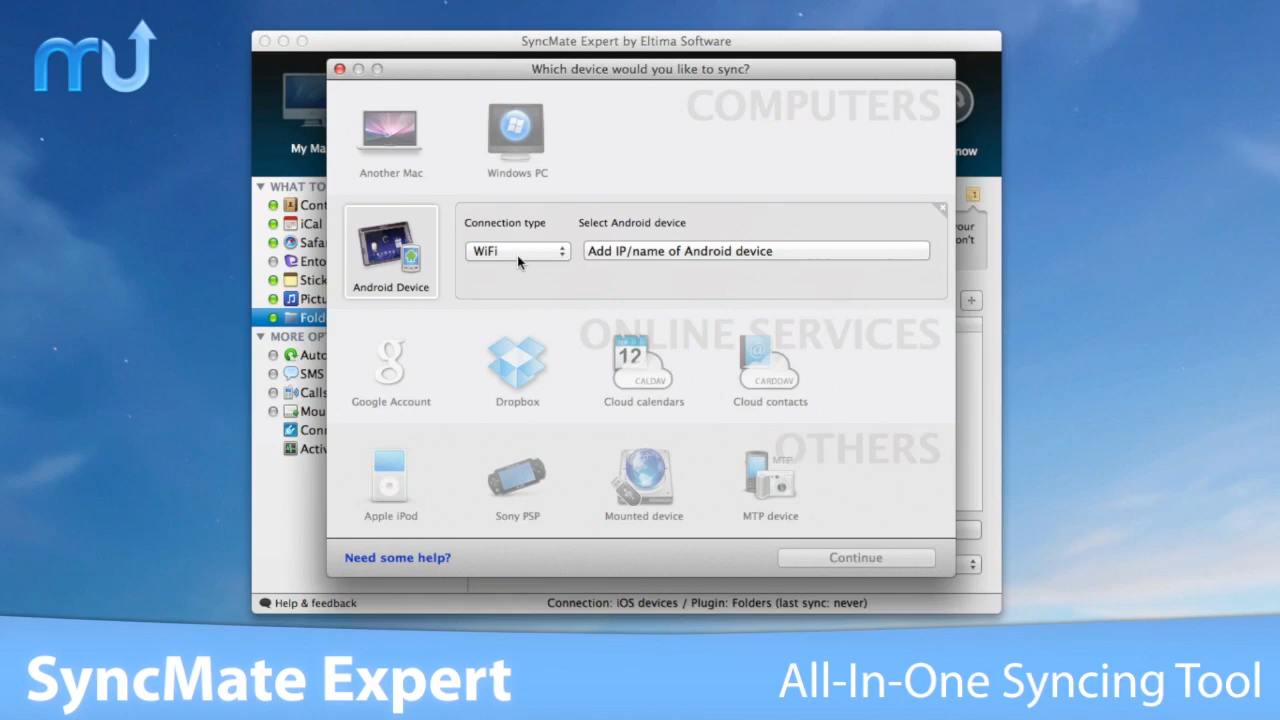 mu
SyncMate Expert by Eltima Software
Which device would you like to sync?
COMPUTERS
My Ma
now
Another Mac
Windows PC
WHAT TO
Cont
iCal
Safa
Ento
Stick
Pictu
Fold
Connection type
Select Android device
WiFi
Add IP/name of Android device
Android Device
your
on't
MORE OP
Auto
SMS
Calls
Mou
Conn
Activ
ONLINE SERVICES
12
CALDAV
@
CARDDAV
Google Account
Dropbox
Cloud calendars
Cloud contacts
OTHERS
MTP
Apple iPod
Sony PSP
Mounted device
MTP device
Need some help?
Continue
Help & feedback
Connection: iOS devices / Plugin: Folders (last sync: never)
SyncMate Expert
All-In-One Syncing Tool